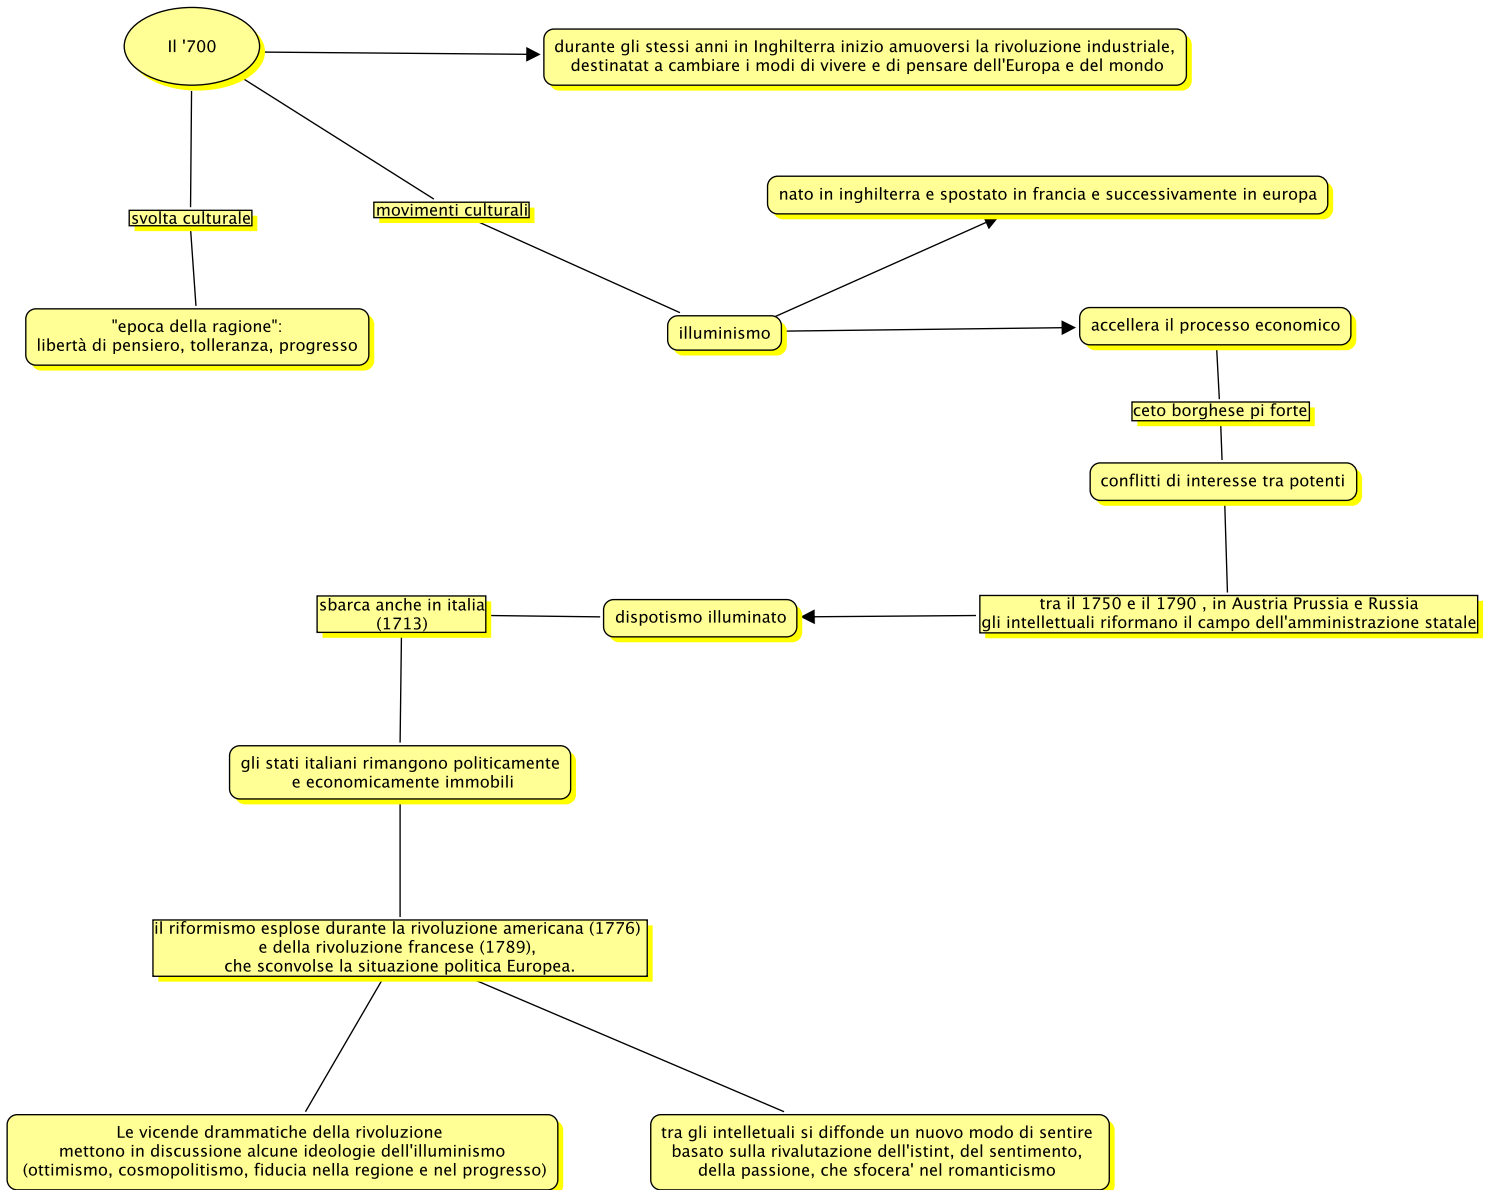 Il '700
durante gli stessi anni in Inghilterra inizio amuoversi la rivoluzione industriale,
destinatat a cambiare i modi di vivere e di pensare dell'Europa e del mondo
nato in inghilterra e spostato in francia e successivamente in europa
svolta culturale
movimenti culturali
"epoca della ragione":
libertà di pensiero, tolleranza, progresso
illuminismo
accellera il processo economico
ceto borghese pi forte
conflitti di interesse tra potenti
sbarca anche in italia
(1713)
dispotismo illuminato
tra il 1750 e il 1790 , in Austria Prussia e Russia
gli intellettuali riformano il campo dell'amministrazione statale
gli stati italiani rimangono politicamente
e economicamente immobili
il riformismo esplose durante la rivoluzione americana (1776)
e della rivoluzione francese (1789),
che sconvolse la situazione politica Europea.
Le vicende drammatiche della rivoluzione
mettono in discussione alcune ideologie dell'illuminismo
(ottimismo, cosmopolitismo, fiducia nella regione e nel progresso)
tra gli intelletuali si diffonde un nuovo modo di sentire
basato sulla rivalutazione dell'istint, del sentimento,
della passione, che sfocera' nel romanticismo